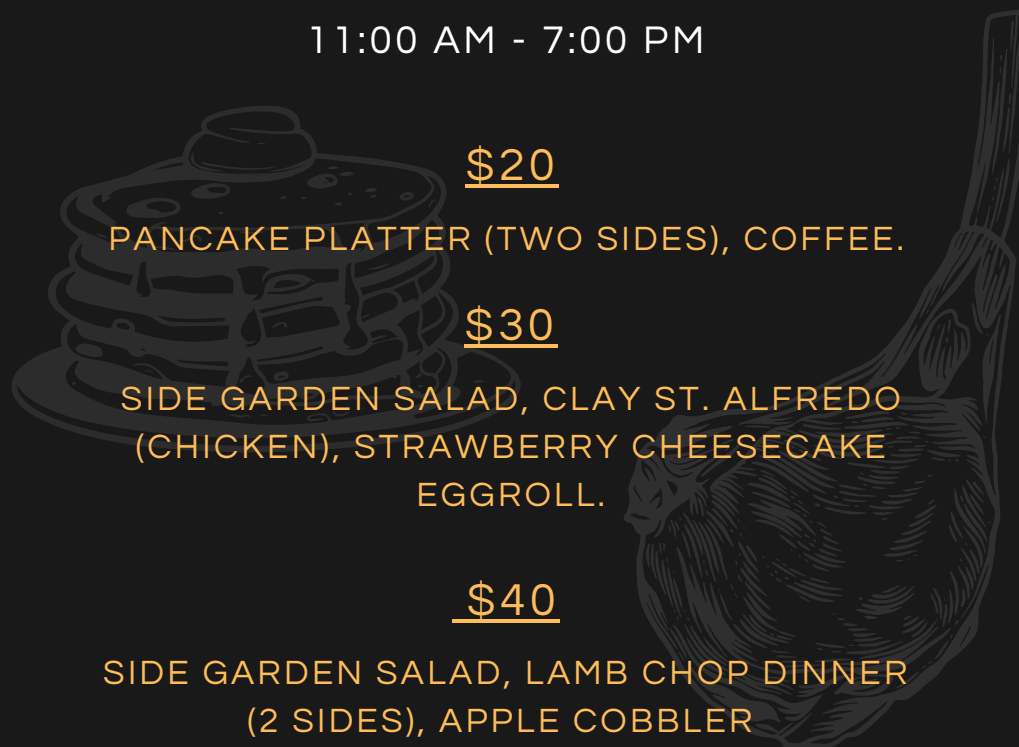 11:00 AM - 7:00 PM
$20
PANCAKE PLATTER (TWO SIDES), COFFEE.
$30
SIDE GARDEN SALAD, CLAY ST. ALFREDO
(CHICKEN), STRAWBERRY CHEESECAKE
EGGROLL.
$40
SIDE GARDEN SALAD, LAMB CHOP DINNER
(2 SIDES), APPLE COBBLER